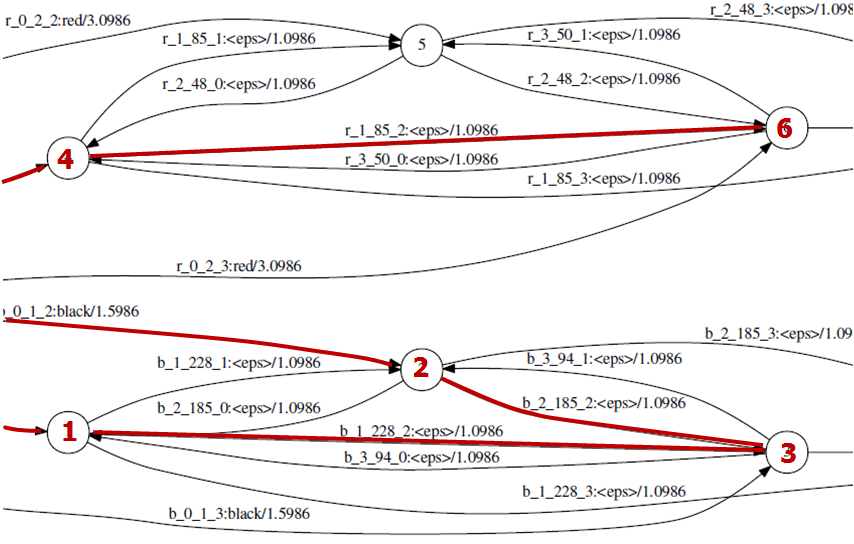 r_2_48_3:<eps>/1.098
r_0_2_2:red/3.0986
r_1_85_1:<eps>/1.0986
5
r_3_50_1:<eps>/1.0986
r_2_48_0:<eps>/1.0986
r_2_48_2:<eps>/1.0986
r_1_85_2:<eps>/1.0986
6
4
r_3_50_0:<eps>/1.0986
r_1_85_3:<eps>/1.0986
r_0_2_3:red/3.0986
b_0_1_2:black/1.5986
b_2_185_3:<eps>/1.09
b_1_228_1:<eps>/1.0986
2
b_3_94_1:<eps>/1.0986
b_2_185_0:<eps>/1.0986
b_2_185_2:<eps>/1.0986
1
b_1_228_2:<eps>/1.0986
3
b_3_94_0:<eps>/1.0986
b_1_228_3:<eps>/1.0986
b_0_1_3:black/1.5986